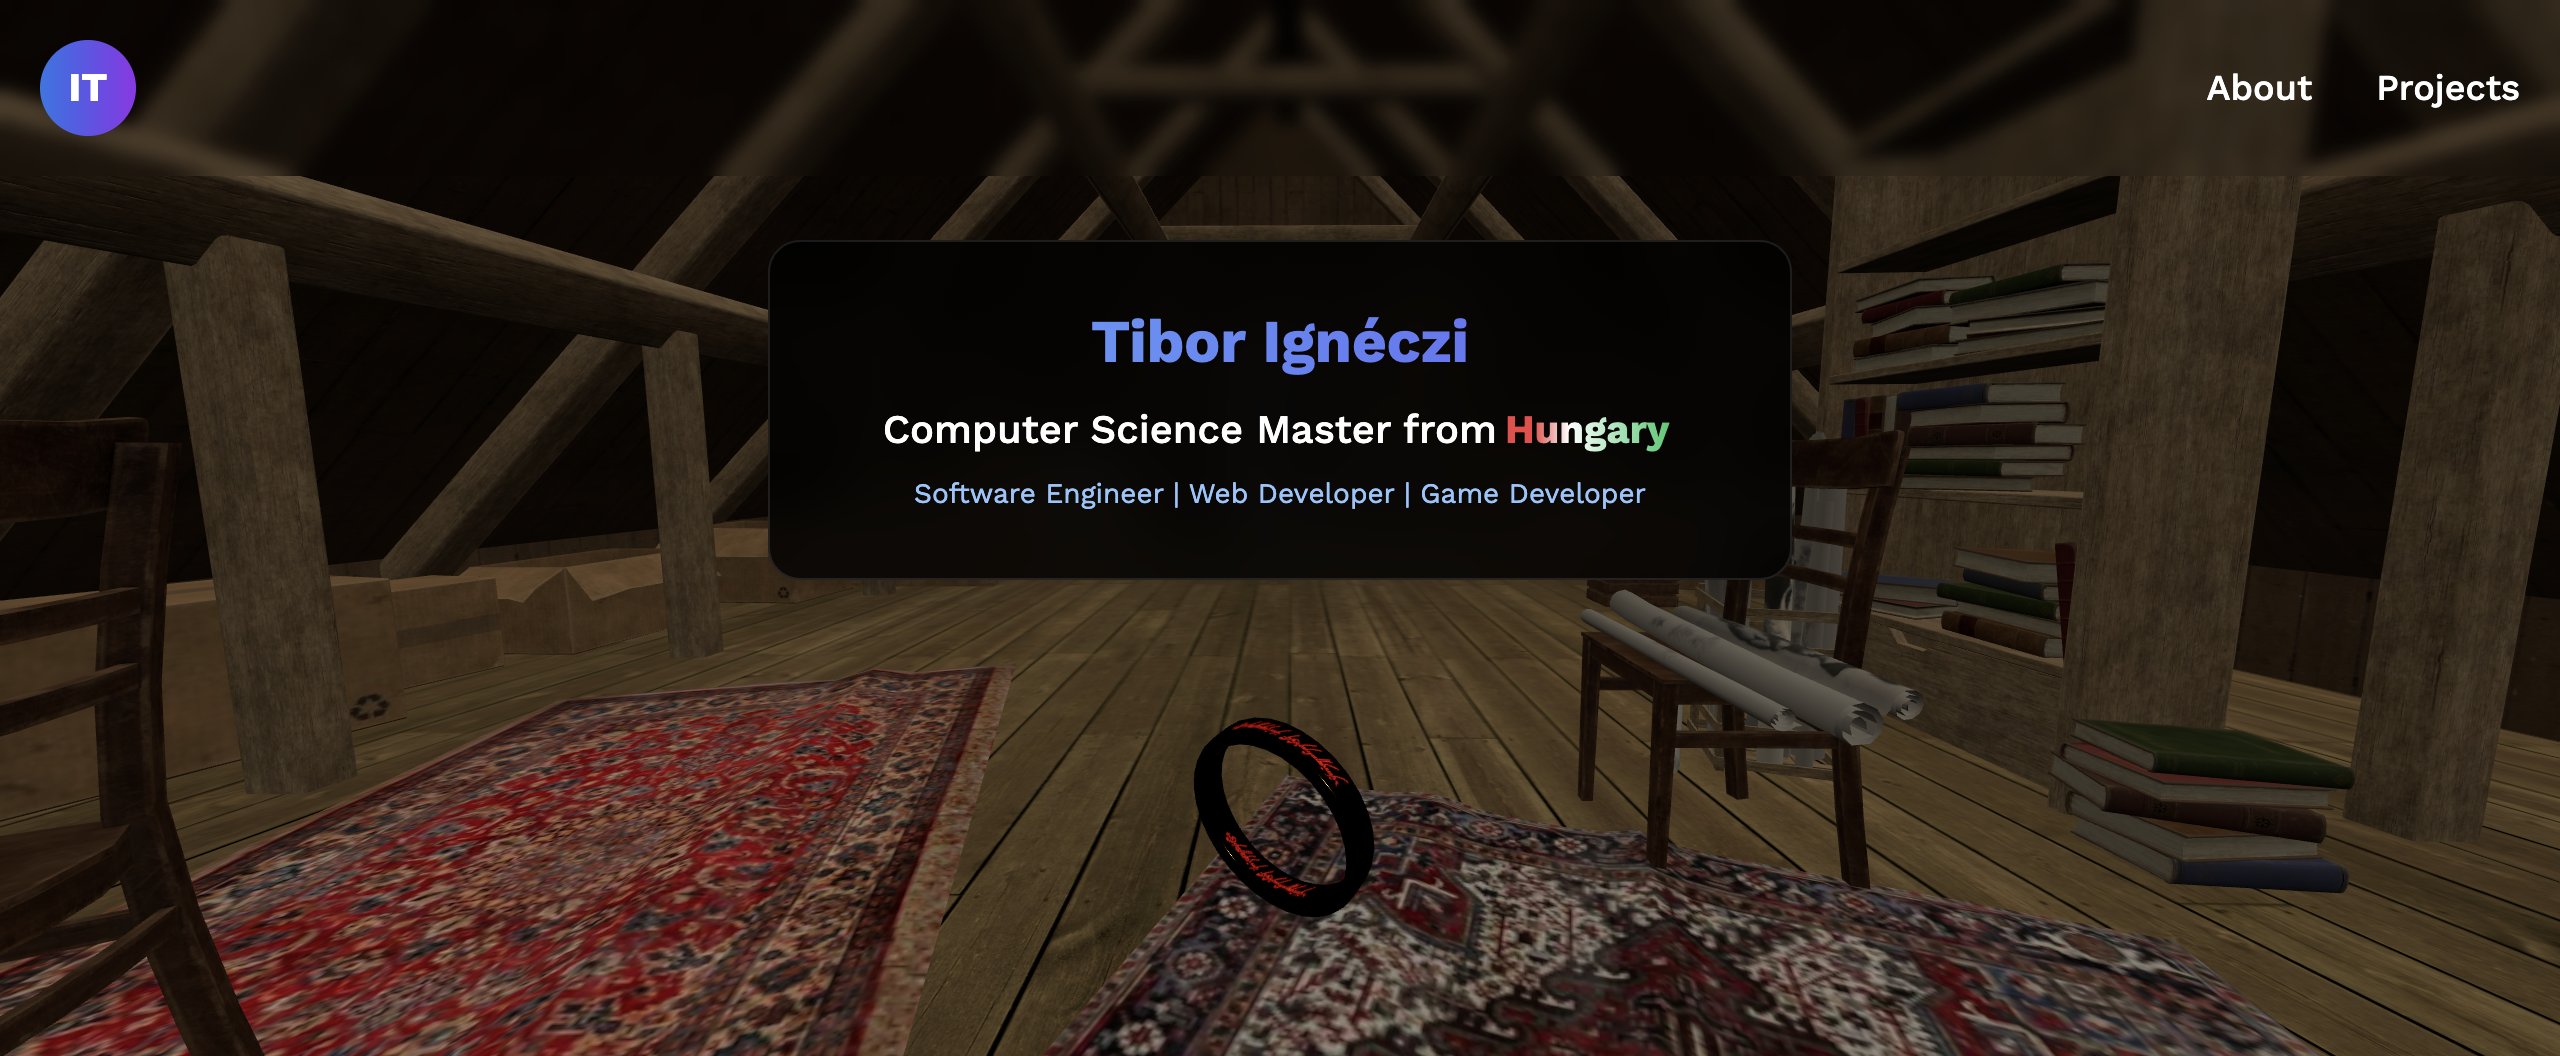 IT
About
Projects
Tibor Ignéczi
Computer Science Master from Hungary
Software Engineer | Web Developer | Game Developer